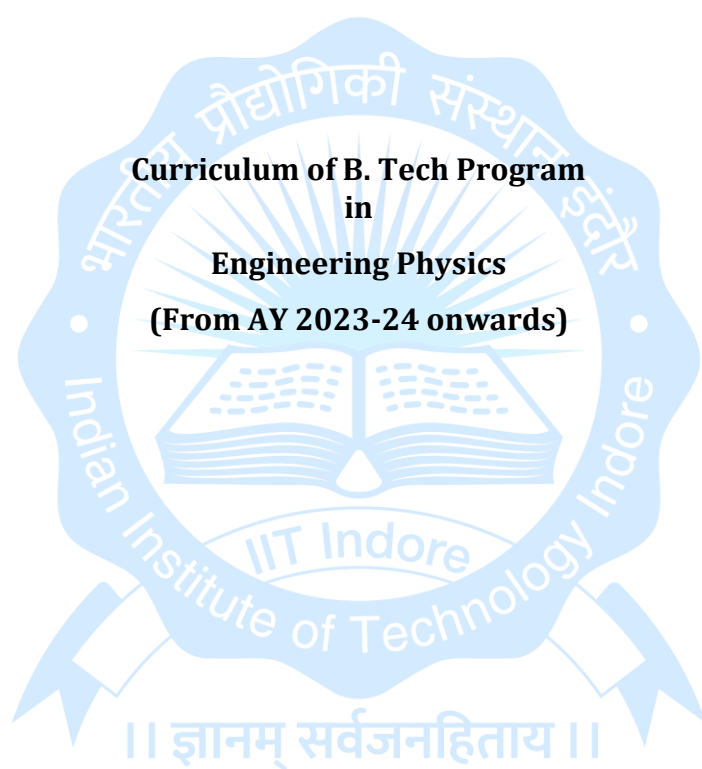 भारतीय प्रौद्योगिकी संस्थान इंदौर
Curriculum of B. Tech Program
in
Engineering Physics
(From AY 2023-24 onwards)
IIT Indore
Indian Institute of Technology Indore
।। ज्ञानम् सर्वजनहिताय ।।